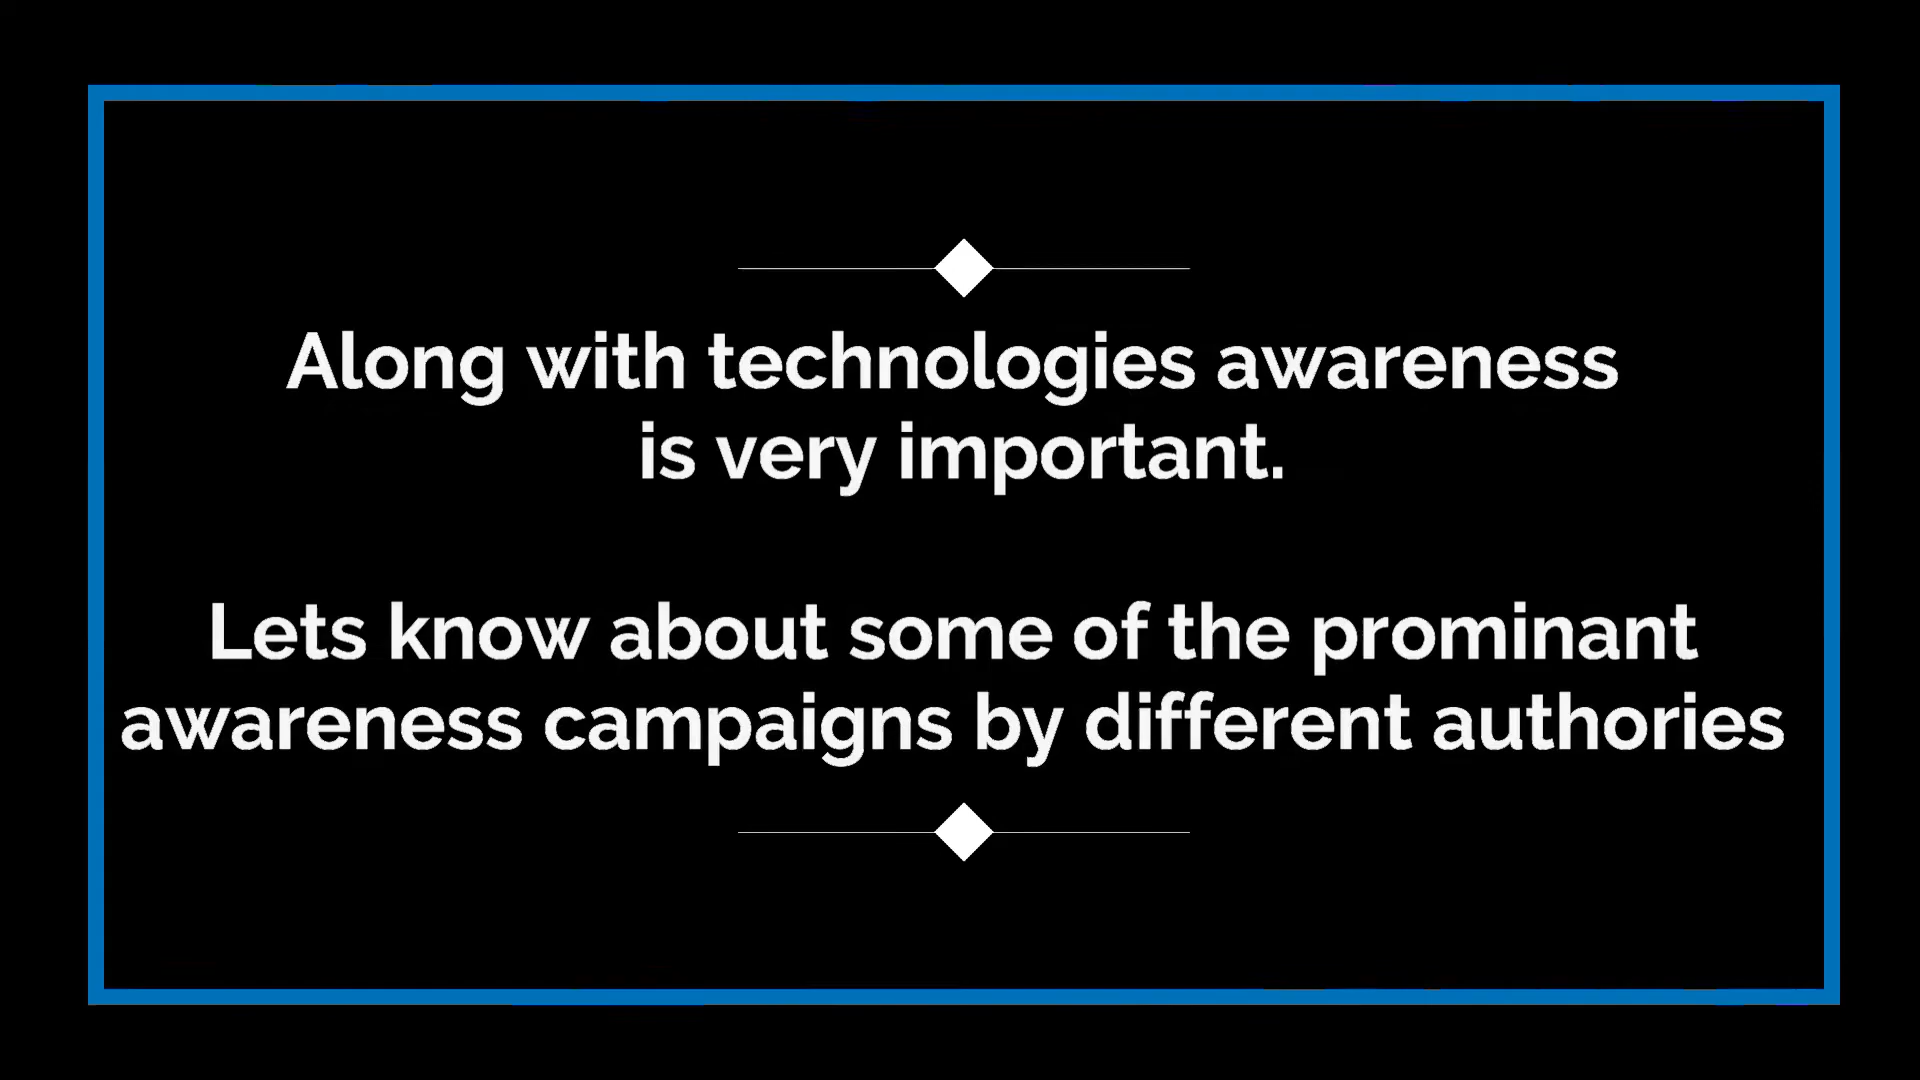 Along with technologies awareness
is very important.
Lets know about some of the prominant
awareness campaigns by different authories